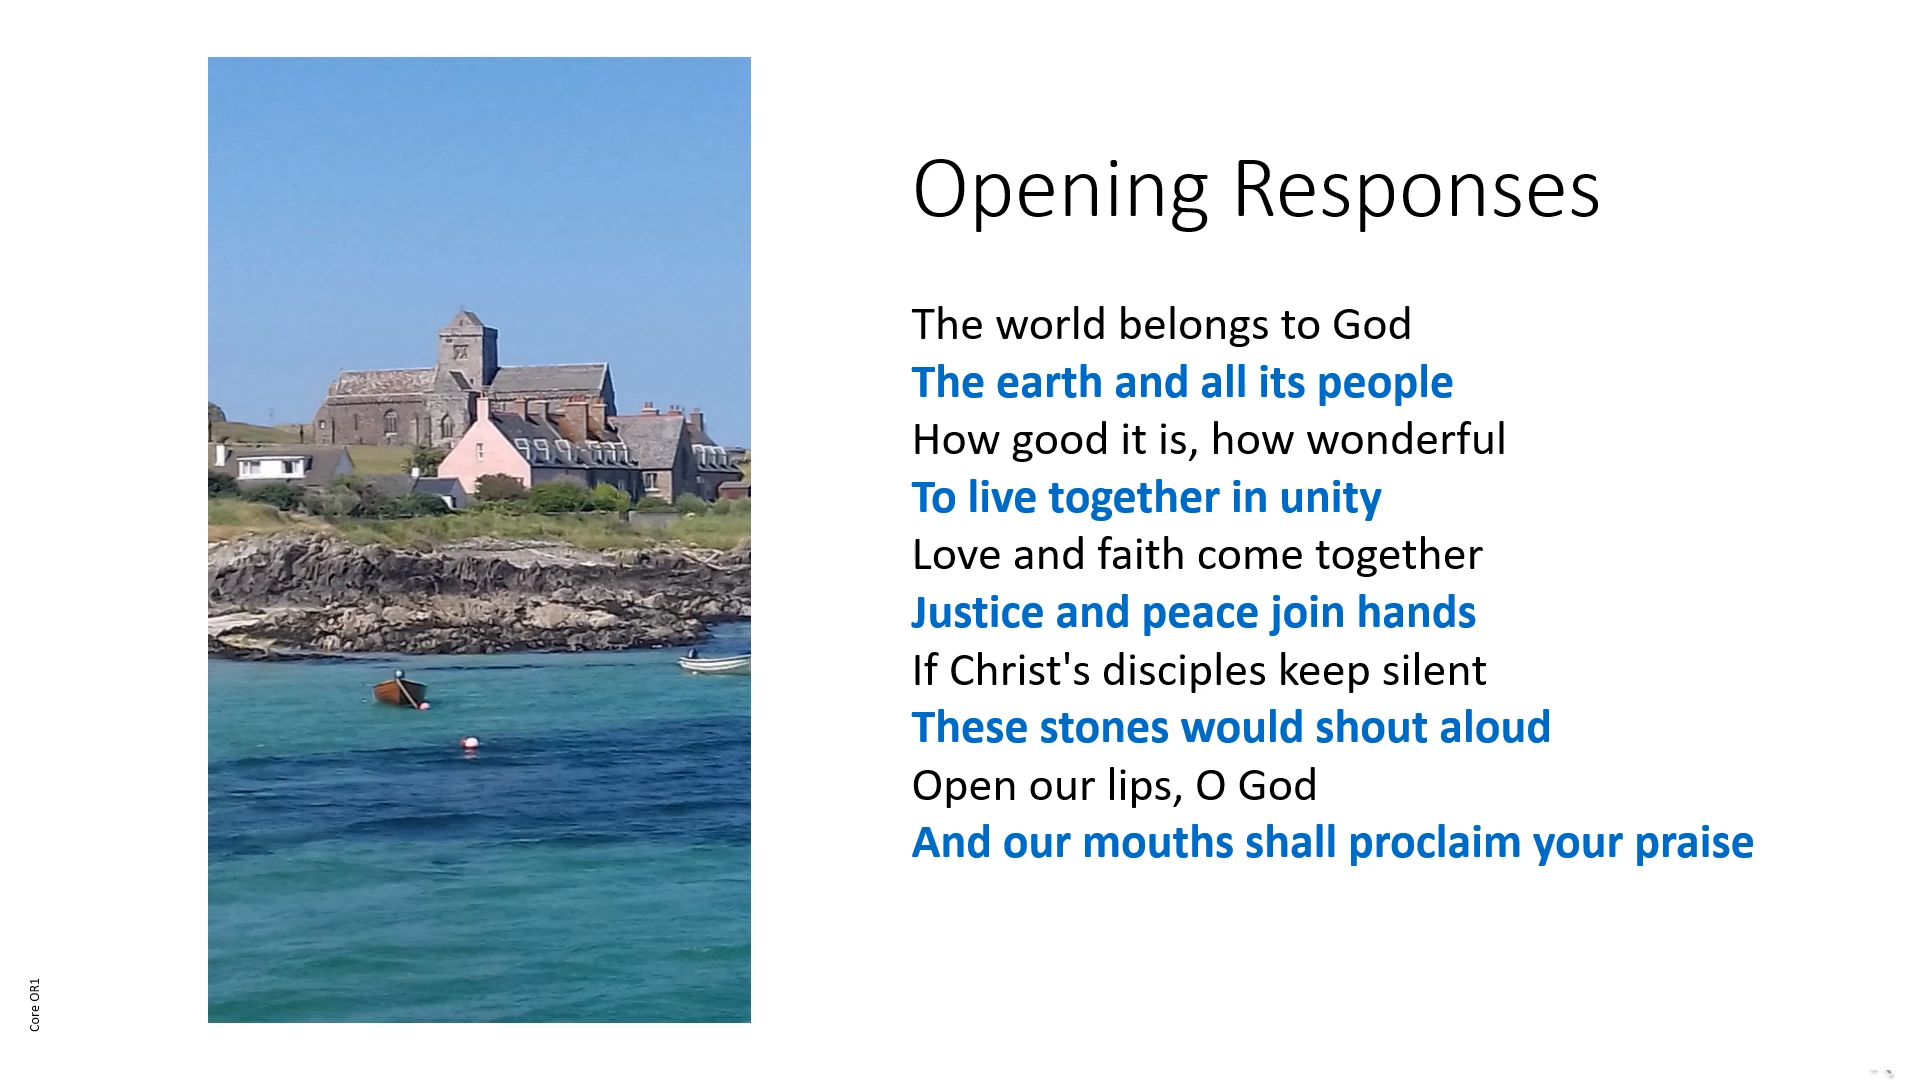 Opening Responses
The world belongs to God
The earth and all its people
How good it is, how wonderful
To live together in unity
Love and faith come together
Justice and peace join hands
If Christ's disciples keep silent
These stones would shout aloud
Open our lips, O God
And our mouths shall proclaim your praise
Core OR1